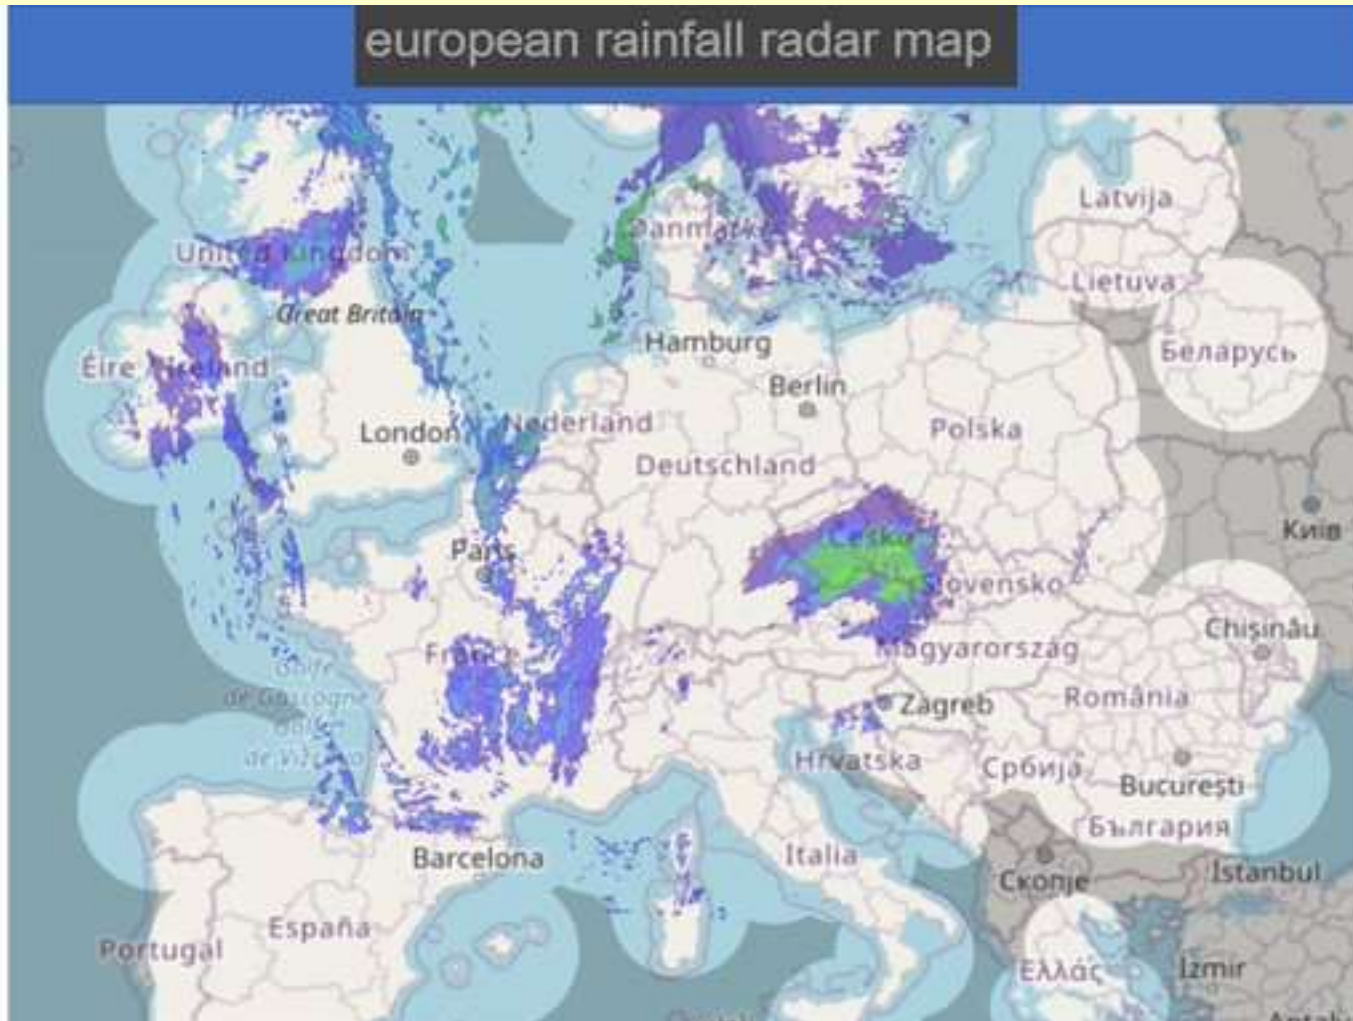 european rainfall radar map
Latvija
Danmark
United Kingdom
Lietuva
Great Britain
Hamburg
Беларусь
Éire / Ireland
Berlin
Nederland
London
Polska
Deutschland
Київ
Česko
Paris
Slovensko
Chișinău
France
Magyarország
Golfe
de Gascogne /
România
Zagreb
Hrvatska
Србија
București
България
Barcelona
Italia
Скопје
İstanbul
España
Portugal
Ελλάς
İzmir